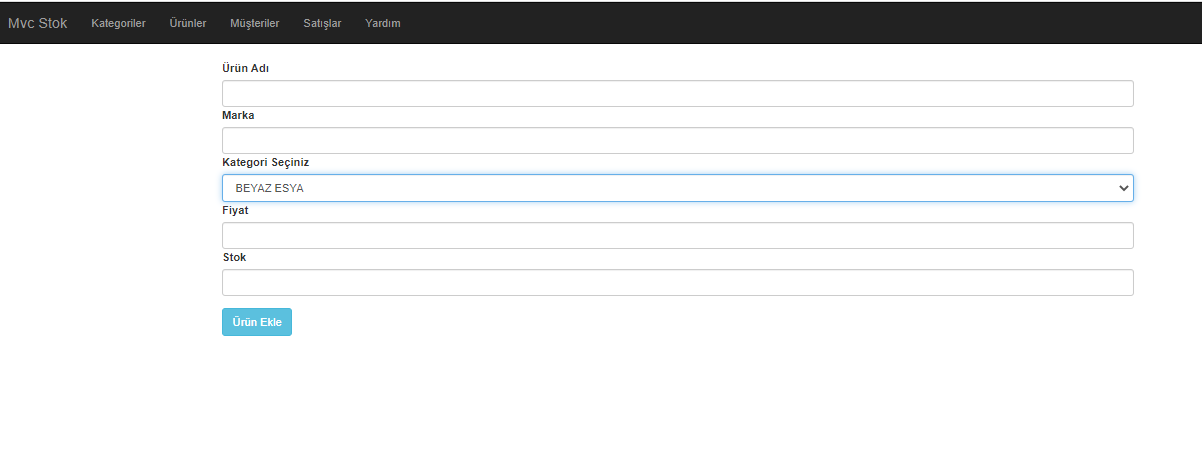 Mvc Stok Kategoriler Ürünler Müşteriler Satışlar Yardım
Ürün Adı
Marka
Kategori Seçiniz
BEYAZ ESYA
Fiyat
Stok
Ürün Ekle